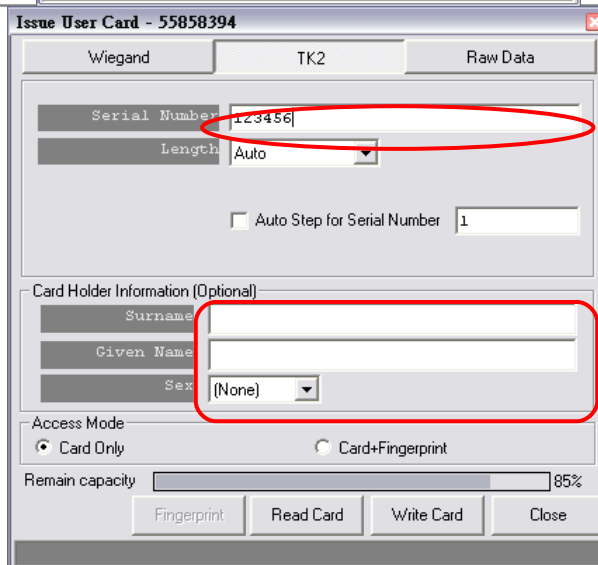 Issue User Card - 55858394
Wiegand TK2 Raw Data
Serial Number 123456
Length Auto
Auto Step for Serial Number 1
Card Holder Information (Optional)
Surname
Given Name
Sex (None)
Access Mode
Card Only Card+Fingerprint
Remain capacity 85%
Fingerprint Read Card Write Card Close